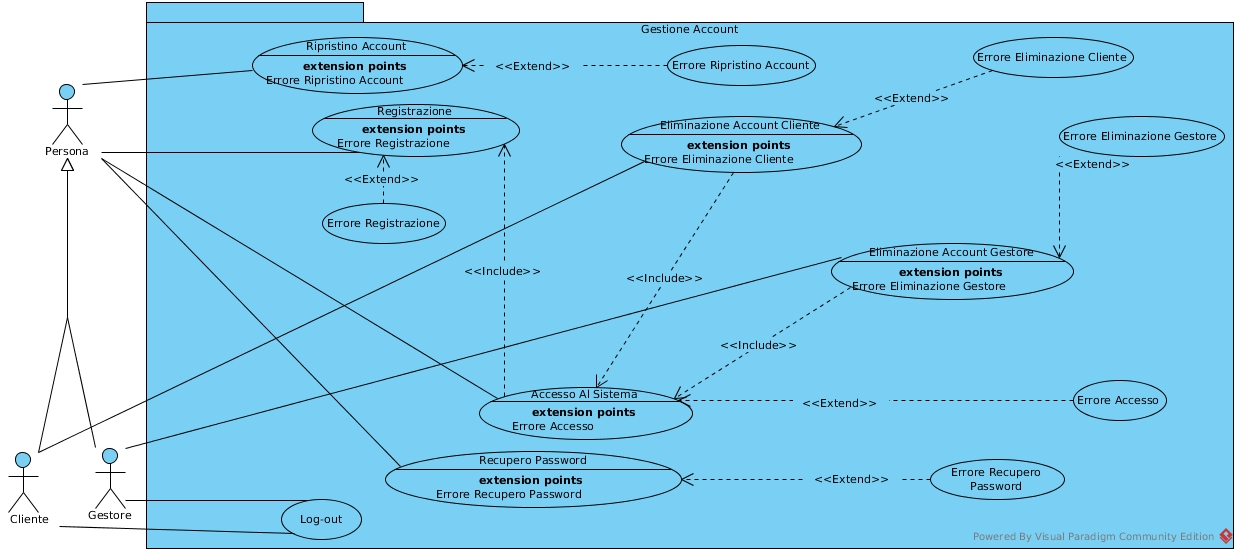 Gestione Account
Ripristino Account
extension points
Errore Ripristino Account
<<Extend>>
Errore Ripristino Account
Errore Eliminazione Cliente
<<Extend>>
Persona
Registrazione
extension points
Errore Registrazione
<<Extend>>
Errore Registrazione
Eliminazione Account Cliente
extension points
Errore Eliminazione Cliente
Errore Eliminazione Gestore
<<Extend>>
Eliminazione Account Gestore
extension points
Errore Eliminazione Gestore
<<Include>>
<<Include>>
<<Include>>
Accesso Al Sistema
extension points
Errore Accesso
<<Extend>>
Errore Accesso
Recupero Password
extension points
Errore Recupero Password
<<Extend>>
Errore Recupero
Password
Cliente
Gestore
Log-out
Powered By Visual Paradigm Community Edition